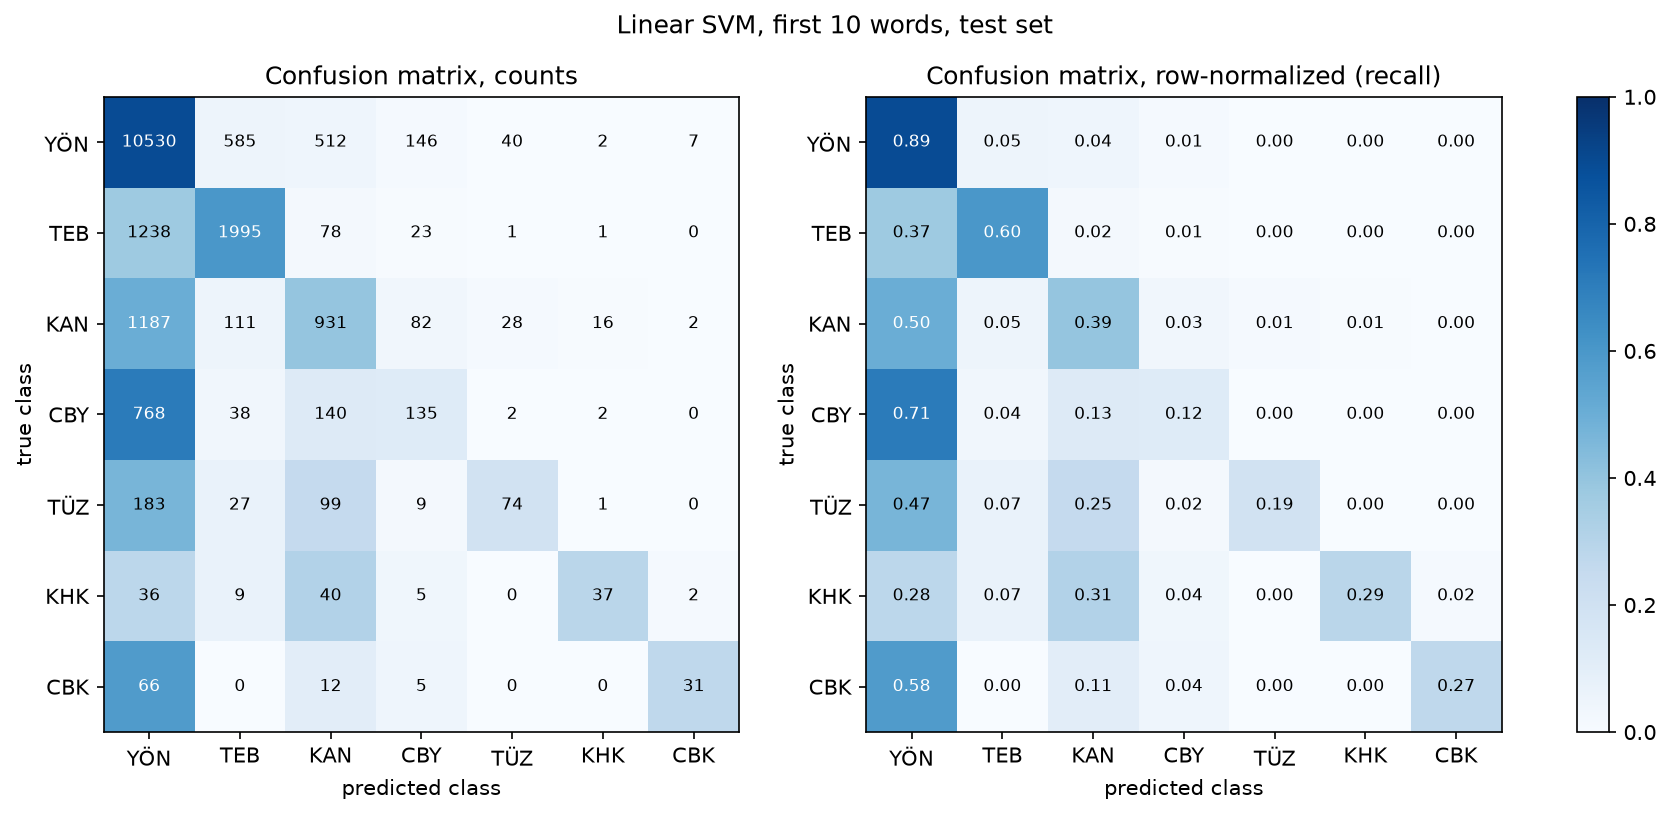 Linear SVM, first 10 words, test set
Confusion matrix, counts
YÖN 10530 585 512 146 40 2 7
TEB 1238 1995 78 23 1 1 0
KAN 1187 111 931 82 28 16 2
CBY 768 38 140 135 2 2 0
TÜZ 183 27 99 9 74 1 0
KHK 36 9 40 5 0 37 2
CBK 66 0 12 5 0 0 31
YÖN TEB KAN CBY TÜZ KHK CBK
predicted class
true class
Confusion matrix, row-normalized (recall)
YÖN 0.89 0.05 0.04 0.01 0.00 0.00 0.00
TEB 0.37 0.60 0.02 0.01 0.00 0.00 0.00
KAN 0.50 0.05 0.39 0.03 0.01 0.01 0.00
CBY 0.71 0.04 0.13 0.12 0.00 0.00 0.00
TÜZ 0.47 0.07 0.25 0.02 0.19 0.00 0.00
KHK 0.28 0.07 0.31 0.04 0.00 0.29 0.02
CBK 0.58 0.00 0.11 0.04 0.00 0.00 0.27
YÖN TEB KAN CBY TÜZ KHK CBK
predicted class
true class
1.0
0.8
0.6
0.4
0.2
0.0